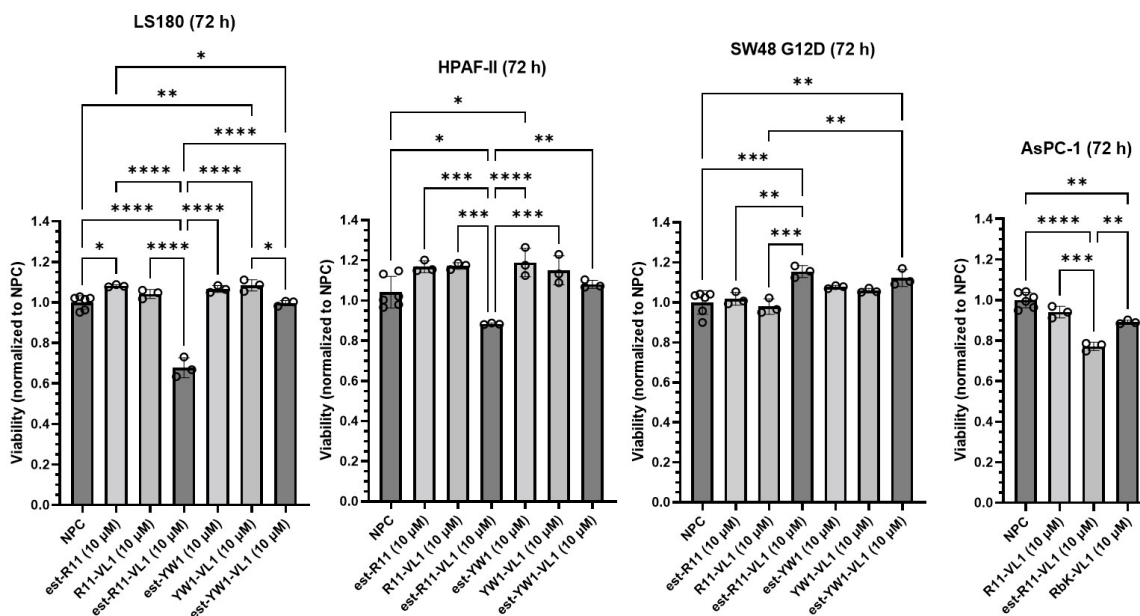 LS180 (72 h)
*
**
****
****
****
****
****
*
****
*
Viability (normalized to NPC)
1.4
1.2
1.0
0.8
0.6
0.4
0.2
0.0
NPC
est-R11 (10 µM)
R11-VL1 (10 µM)
est-R11-VL1 (10 µM)
est-YW1 (10 µM)
YW1-VL1 (10 µM)
est-YW1-VL1 (10 µM)
HPAF-II (72 h)
*
*
**
***
****
***
***
Viability (normalized to NPC)
1.4
1.2
1.0
0.8
0.6
0.4
0.2
0.0
NPC
est-R11 (10 µM)
R11-VL1 (10 µM)
est-R11-VL1 (10 µM)
est-YW1 (10 µM)
YW1-VL1 (10 µM)
est-YW1-VL1 (10 µM)
SW48 G12D (72 h)
**
**
***
**
***
Viability (normalized to NPC)
1.4
1.2
1.0
0.8
0.6
0.4
0.2
0.0
NPC
est-R11 (10 µM)
R11-VL1 (10 µM)
est-R11-VL1 (10 µM)
est-YW1 (10 µM)
YW1-VL1 (10 µM)
est-YW1-VL1 (10 µM)
AsPC-1 (72 h)
**
****
**
***
Viability (normalized to NPC)
1.4
1.2
1.0
0.8
0.6
0.4
0.2
0.0
NPC
R11-VL1 (10 µM)
est-R11-VL1 (10 µM)
RbK-VL1 (10 µM)